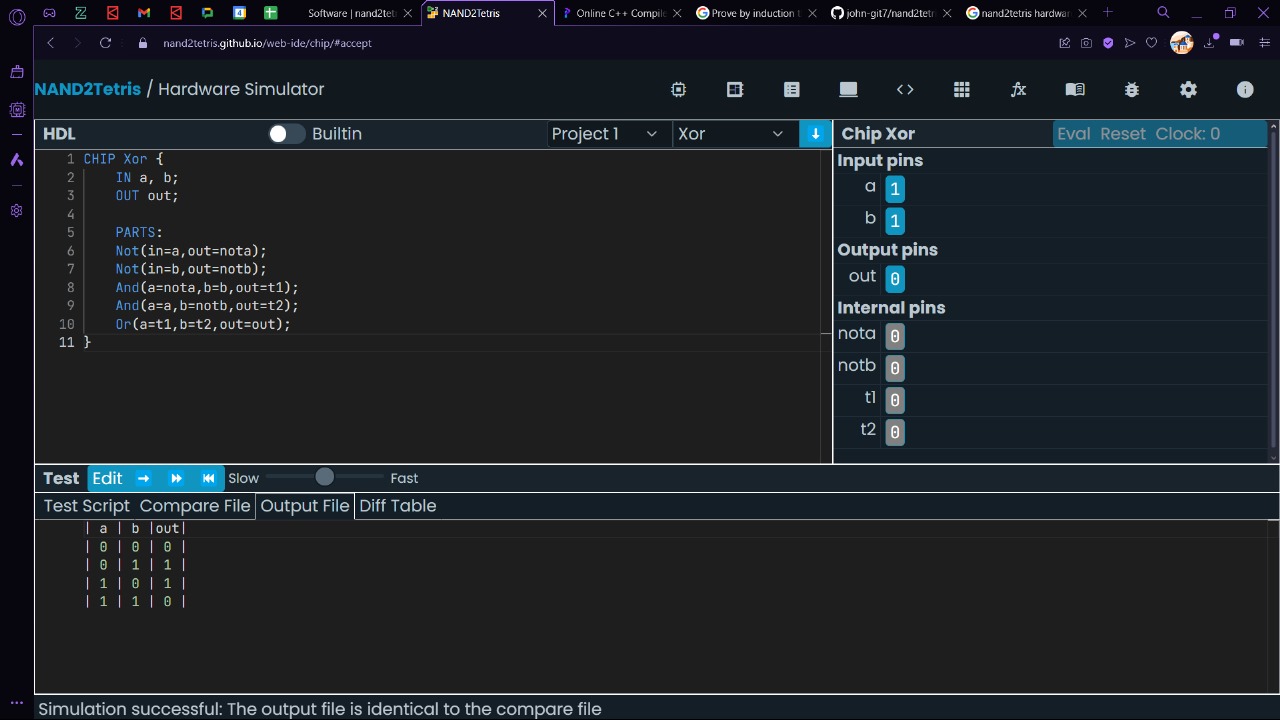 Software | nand2tet
NAND2Tetris
Online C++ Compile
Prove by induction t
john-git7/nand2tetr
nand2tetris hardwar
nand2tetris.github.io/web-ide/chip/#accept
NAND2Tetris / Hardware Simulator
HDL
Builtin
Project 1
Xor
1 CHIP Xor {
2 IN a, b;
3 OUT out;
4
5 PARTS:
6 Not(in=a,out=nota);
7 Not(in=b,out=notb);
8 And(a=nota,b=b,out=t1);
9 And(a=a,b=notb,out=t2);
10 Or(a=t1,b=t2,out=out);
11 }
Chip Xor
Eval Reset Clock: 0
Input pins
a 1
b 1
Output pins
out 0
Internal pins
nota 0
notb 0
t1 0
t2 0
Test Edit Slow Fast
Test Script Compare File Output File Diff Table
| a | b |out|
| 0 | 0 | 0 |
| 0 | 1 | 1 |
| 1 | 0 | 1 |
| 1 | 1 | 0 |
Simulation successful: The output file is identical to the compare file